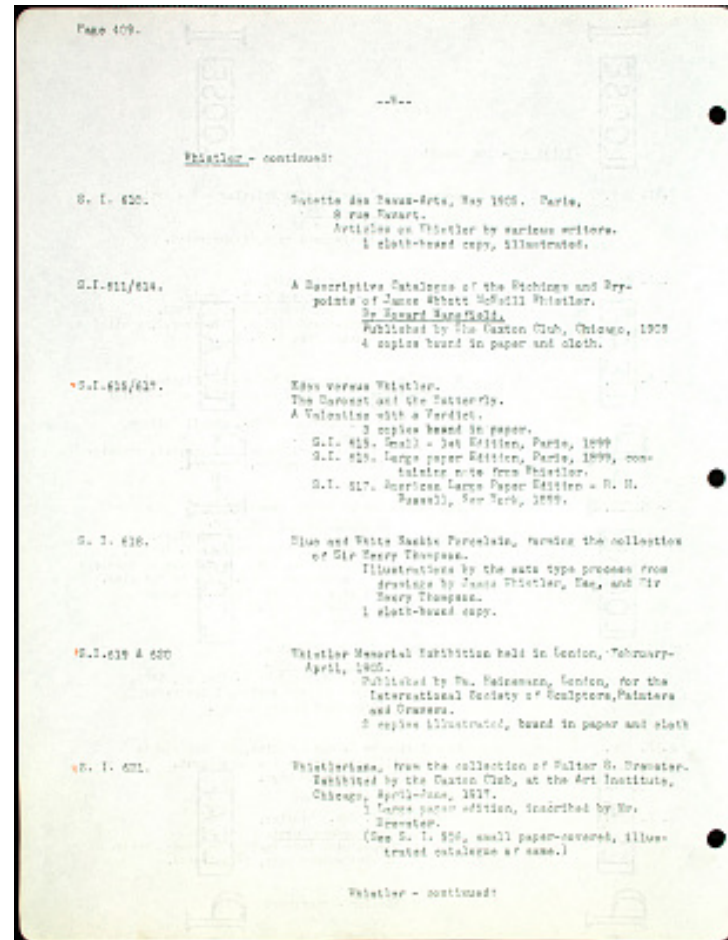 Page 409.
Whistler - continued:
S. I. 610. Gazette des Beaux-Arts, May 1905. Paris,
8 rue Favart.
Articles on Whistler by various writers.
1 cloth-bound copy, illustrated.
S.I.611/614. A Descriptive Catalogue of the Etchings and Dry-
points of James Abbott McNeill Whistler.
By Howard Mansfield.
Published by The Caxton Club, Chicago, 1909
4 copies bound in paper and cloth.
S.I.615/617. Eden versus Whistler.
The Baronet and the Butterfly.
A Valentine with a Verdict.
3 copies bound in paper.
S.I. 615. Small - 1st Edition, Paris, 1899
S.I. 616. Large paper Edition, Paris, 1899, con-
taining note from Whistler.
S.I. 617. American Large Paper Edition - R. H.
Russell, New York, 1899.
S. I. 618. Blue and White Nankin Porcelain, forming the collection
of Sir Henry Thompson.
Illustrations by the auto type process from
drawings by James Whistler, Esq, and Sir
Henry Thompson.
1 cloth-bound copy.
S.I.619 & 620 Whistler Memorial Exhibition held in London, February-
April, 1905.
Published by Wm. Heinemann, London, for the
International Society of Sculptors,Painters
and Gravers.
2 copies illustrated, bound in paper and cloth
S. I. 621. Whistleriana, from the collection of Walter S. Brewster.
Exhibited by the Caxton Club, at the Art Institute,
Chicago, April-June, 1917.
1 Large paper edition, inscribed by Mr.
Brewster.
(See S. I. small paper-covered, illus-
trated catalogue of same.)
Whistler - continued: